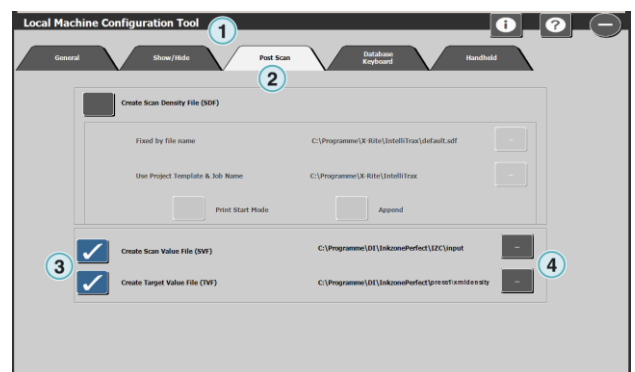 Local Machine Configuration Tool
1
i
?
General
Show/Hide
Post Scan
Database
Keyboard
Handheld
2
Create Scan Density File (SDF)
Fixed by file name C:\Programme\X-Rite\IntelliTrax\default.sdf
Use Project Template & Job Name C:\Programme\X-Rite\IntelliTrax
Print Start Mode Append
Create Scan Value File (SVF) C:\Programme\DI\InkzonePerfect\I2C\input
3
4
Create Target Value File (TVF) C:\Programme\DI\InkzonePerfect\pressfixmldensity